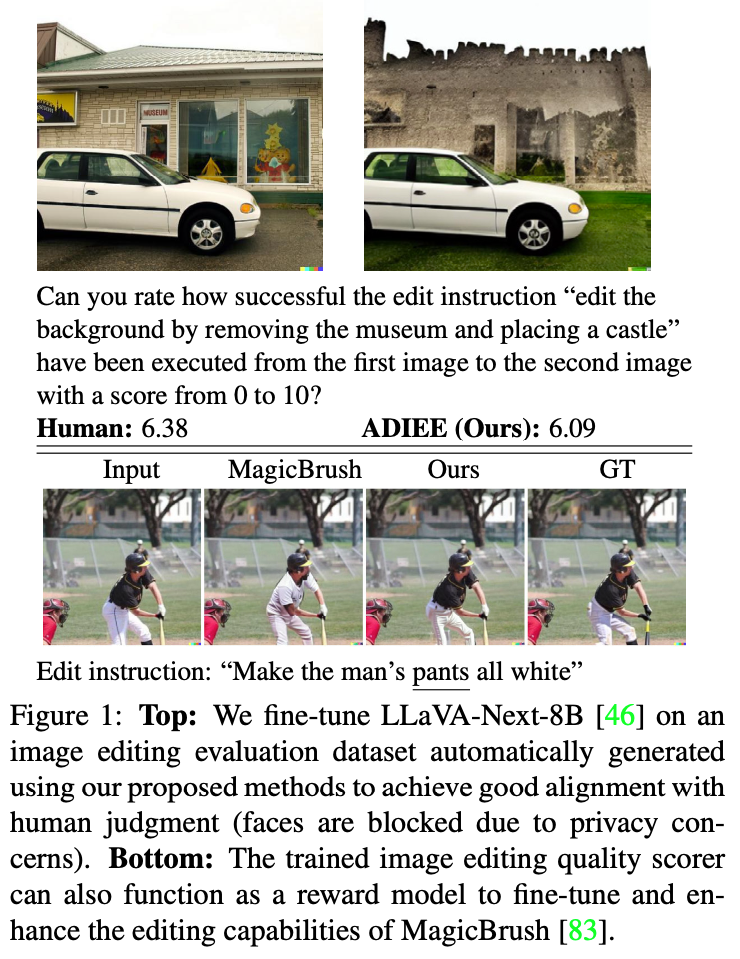 MUSEUM
Can you rate how successful the edit instruction “edit the
background by removing the museum and placing a castle”
have been executed from the first image to the second image
with a score from 0 to 10?
Human: 6.38 ADIEE (Ours): 6.09
Input MagicBrush Ours GT
Edit instruction: “Make the man’s pants all white”
Figure 1: Top: We fine-tune LLaVA-Next-8B [46] on an
image editing evaluation dataset automatically generated
using our proposed methods to achieve good alignment with
human judgment (faces are blocked due to privacy con-
cerns). Bottom: The trained image editing quality scorer
can also function as a reward model to fine-tune and en-
hance the editing capabilities of MagicBrush [83].